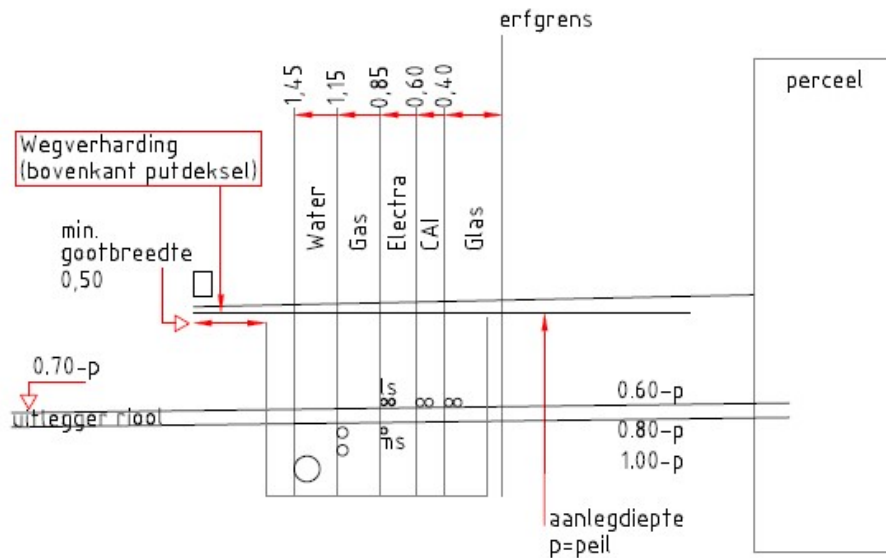 erfgrens
1,45
1,15
0,85
0,60
0,40
perceel
Wegverharding
(bovenkant putdeksel)
Water
Gas
Electra
CAI
Glas
min.
gootbreedte
0,50
0.70-p
ls
0.60-p
uitlegger riool
ms
0.80-p
1.00-p
aanlegdiepte
p=peil